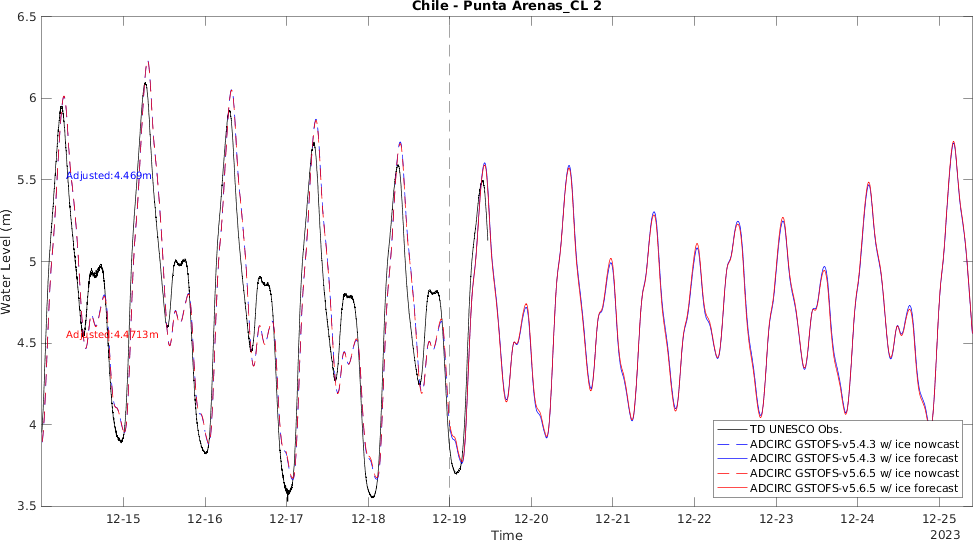 Chile - Punta Arenas_CL 2
6.5
6
5.5
5
4.5
4
3.5
Water Level (m)
Adjusted:4.469m
Adjusted:4.4713m
TD UNESCO Obs.
ADCIRC GSTOFS-v5.4.3 w/ ice nowcast
ADCIRC GSTOFS-v5.4.3 w/ ice forecast
ADCIRC GSTOFS-v5.6.5 w/ ice nowcast
ADCIRC GSTOFS-v5.6.5 w/ ice forecast
12-15 12-16 12-17 12-18 12-19 12-20 12-21 12-22 12-23 12-24 12-25
Time 2023